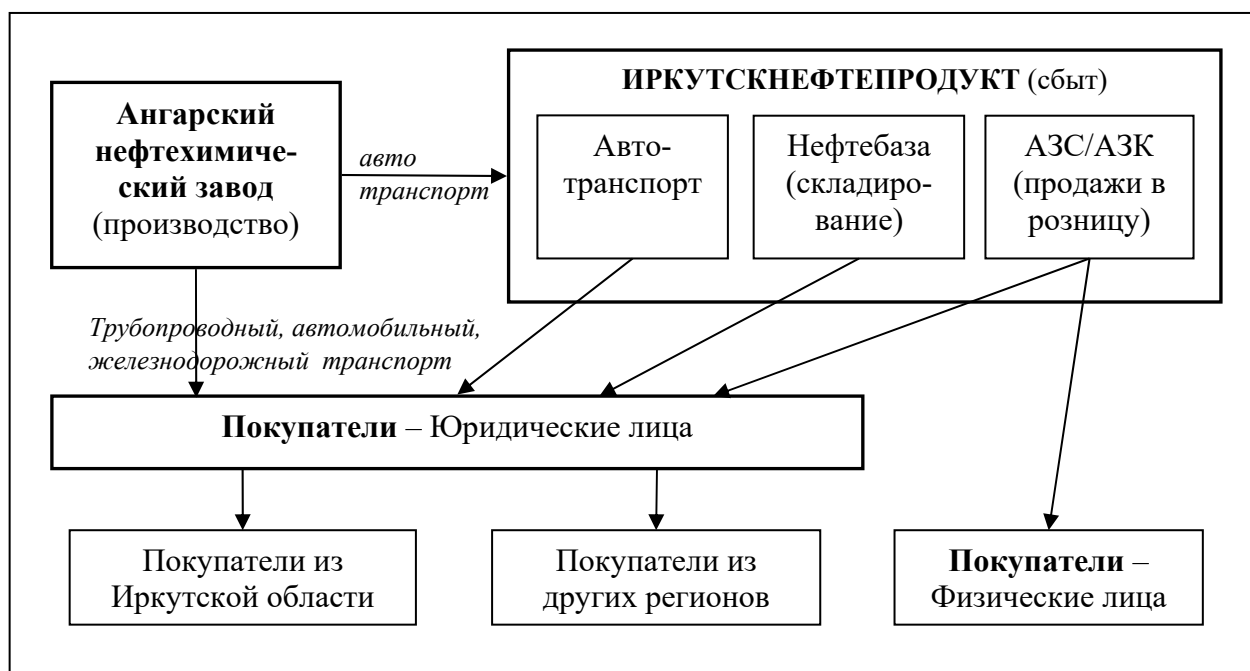 Ангарский
нефтехимиче-
ский завод
(производство)
авто
транспорт
ИРКУТСКНЕФТЕПРОДУКТ (сбыт)
Авто-
транспорт
Нефтебаза
(складиро-
вание)
АЗС/АЗК
(продажи в
розницу)
Трубопроводный, автомобильный,
железнодорожный транспорт
Покупатели – Юридические лица
Покупатели из
Иркутской области
Покупатели из
других регионов
Покупатели –
Физические лица